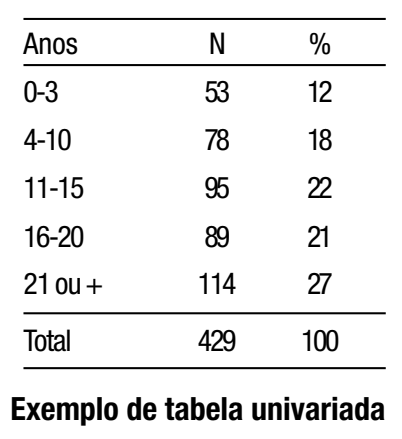 Anos N %
0-3 53 12
4-10 78 18
11-15 95 22
16-20 89 21
21 ou + 114 27
Total 429 100
Exemplo de tabela univariada